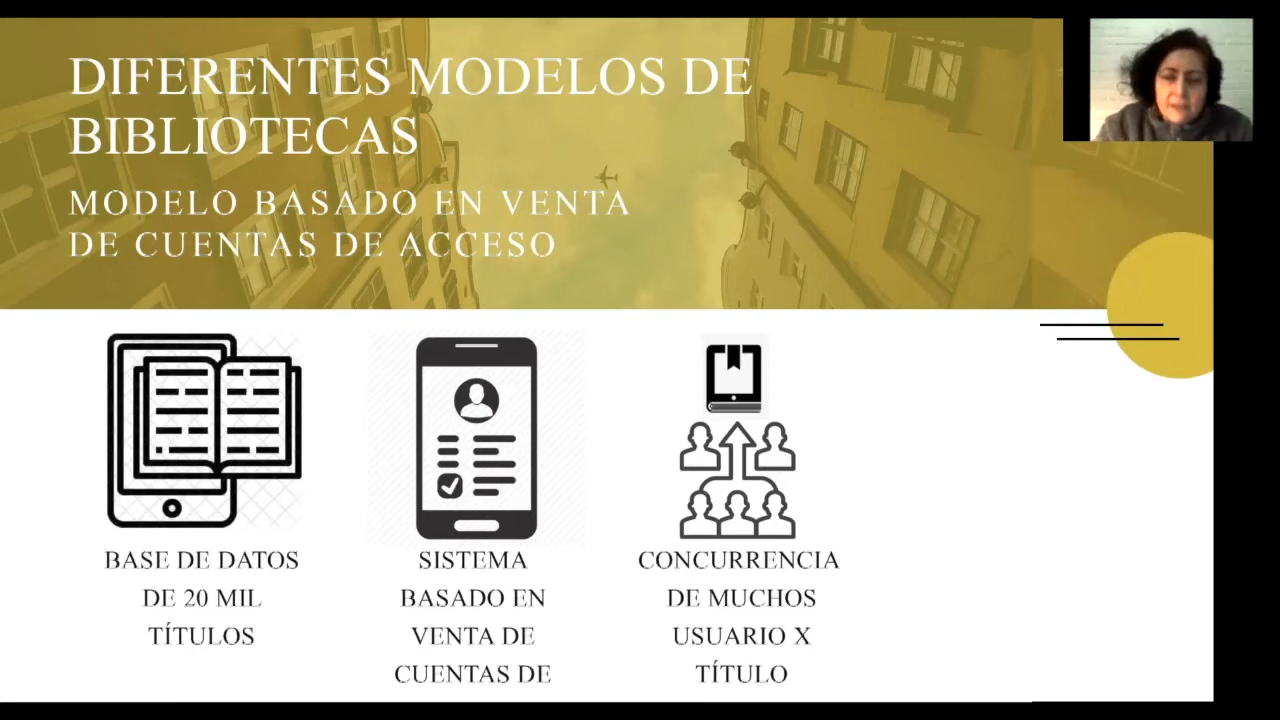 DIFERENTES MODELOS DE
BIBLIOTECAS
MODELO BASADO EN VENTA
DE CUENTAS DE ACCESO
BASE DE DATOS
DE 20 MIL
TÍTULOS
SISTEMA
BASADO EN
VENTA DE
CUENTAS DE
CONCURRENCIA
DE MUCHOS
USUARIO X
TÍTULO